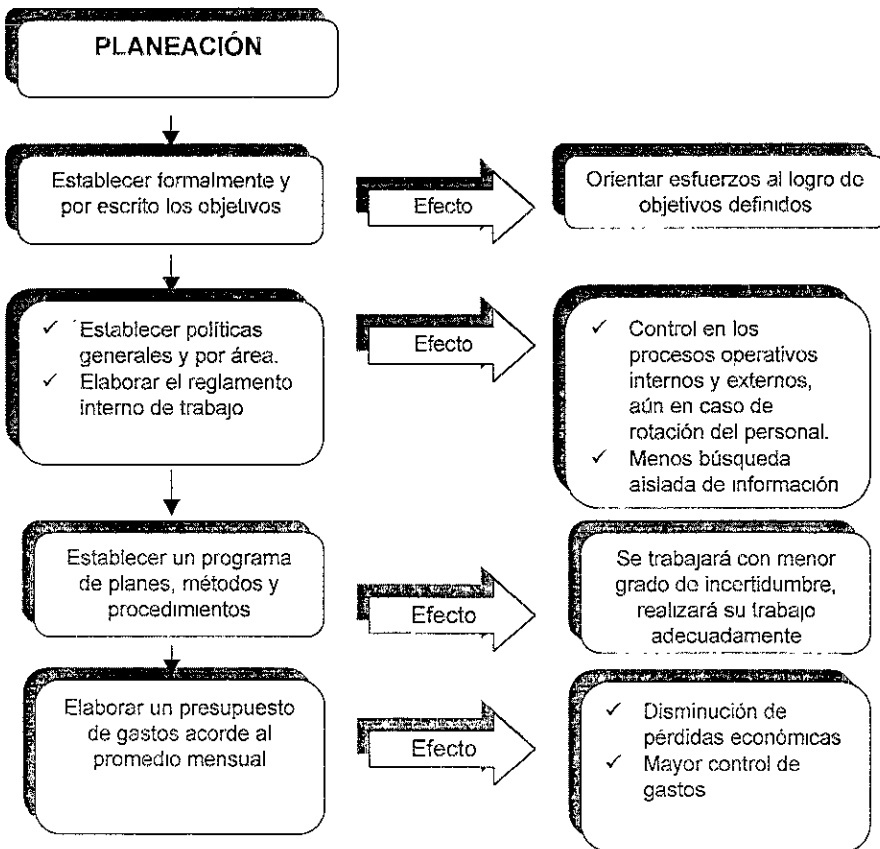 PLANEACIÓN
Establecer formalmente y
por escrito los objetivos
Efecto
Orientar esfuerzos al logro de
objetivos definidos
✓ Establecer políticas
generales y por área.
✓ Elaborar el reglamento
interno de trabajo
Efecto
✓ Control en los
procesos operativos
internos y externos,
aún en caso de
rotación del personal.
✓ Menos búsqueda
aislada de información
Establecer un programa
de planes, métodos y
procedimientos
Efecto
Se trabajará con menor
grado de incertidumbre,
realizará su trabajo
adecuadamente
Elaborar un presupuesto
de gastos acorde al
promedio mensual
Efecto
✓ Disminución de
pérdidas económicas
✓ Mayor control de
gastos